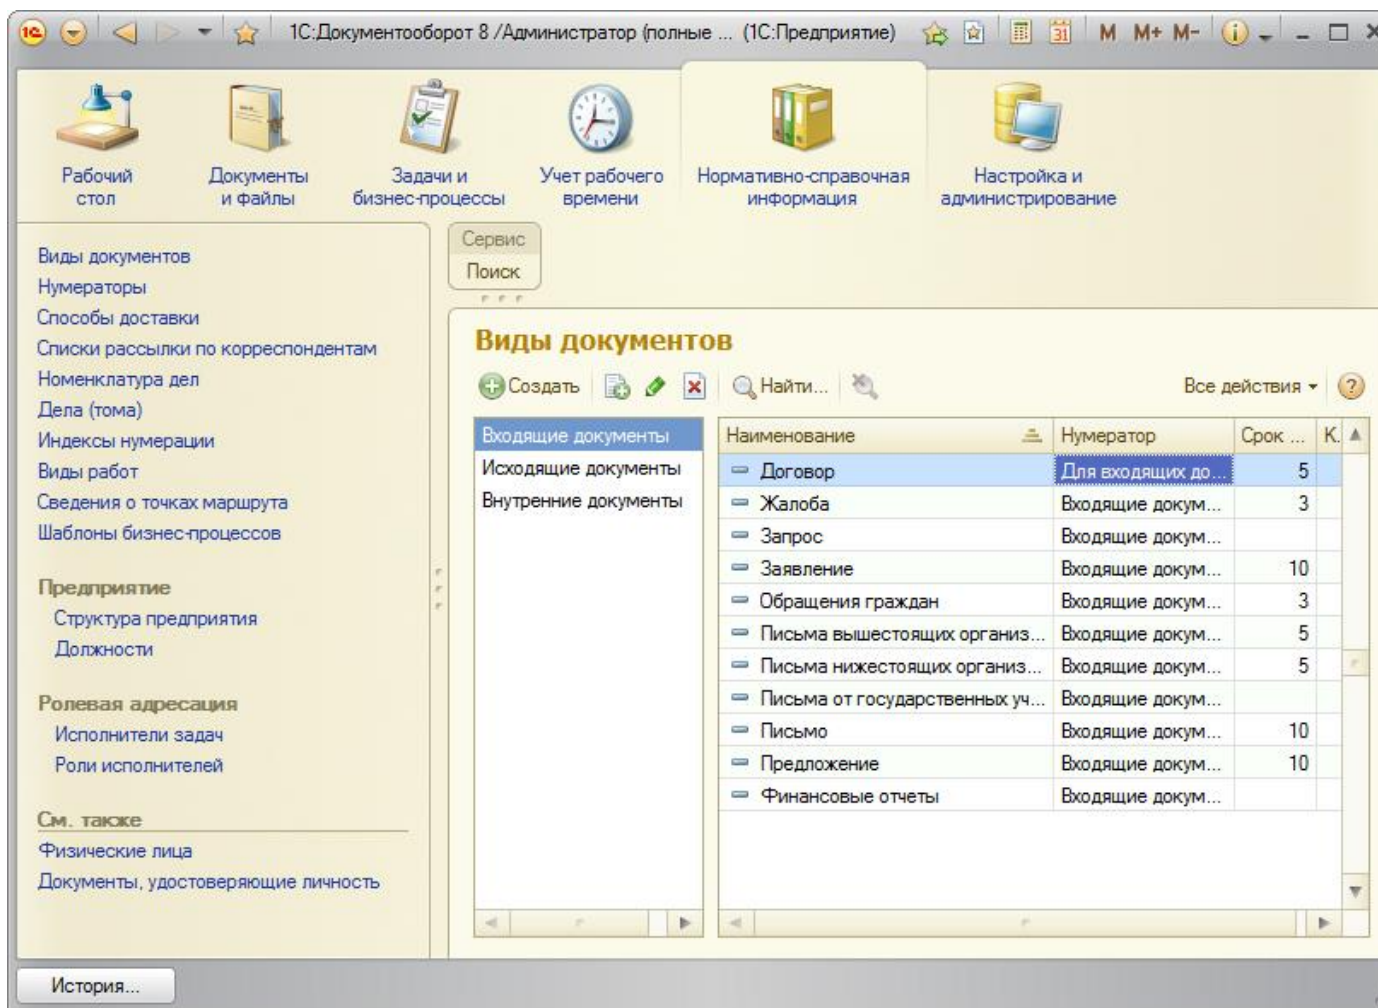 1С:Документооборот 8 /Администратор (полные ... (1С:Предприятие)
31 M M+ M-
Рабочий
стол
Документы
и файлы
Задачи и
бизнес-процессы
Учет рабочего
времени
Нормативно-справочная
информация
Настройка и
администрирование
Виды документов
Нумераторы
Способы доставки
Списки рассылки по корреспондентам
Номенклатура дел
Дела (тома)
Индексы нумерации
Виды работ
Сведения о точках маршрута
Шаблоны бизнес-процессов
Предприятие
Структура предприятия
Должности
Ролевая адресация
Исполнители задач
Роли исполнителей
См. также
Физические лица
Документы, удостоверяющие личность
Сервис
Поиск
Виды документов
Создать Найти... Все действия ?
Входящие документы
Исходящие документы
Внутренние документы
Наименование Нумератор Срок ... К.
Договор Для входящих до... 5
Жалоба Входящие докум... 3
Запрос Входящие докум...
Заявление Входящие докум... 10
Обращения граждан Входящие докум... 3
Письма вышестоящих организ... Входящие докум... 5
Письма нижестоящих организ... Входящие докум... 5
Письма от государственных уч... Входящие докум...
Письмо Входящие докум... 10
Предложение Входящие докум... 10
Финансовые отчеты Входящие докум...
История...